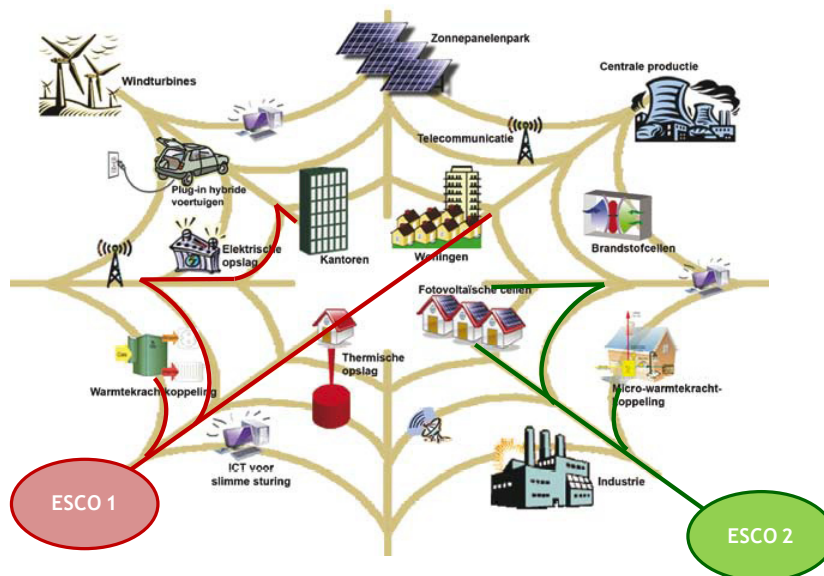 Zonnepanelenpark
Centrale productie
Windturbines
Telecommunicatie
Plug-in hybride
voertuigen
Elektrische
opslag
Kantoren
Woningen
Brandstofcellen
Fotovoltaïsche cellen
Thermische
opslag
Warmtekrachtkoppeling
Micro-warmtekracht-
koppeling
ICT voor
slimme sturing
Industrie
ESCO 1
ESCO 2